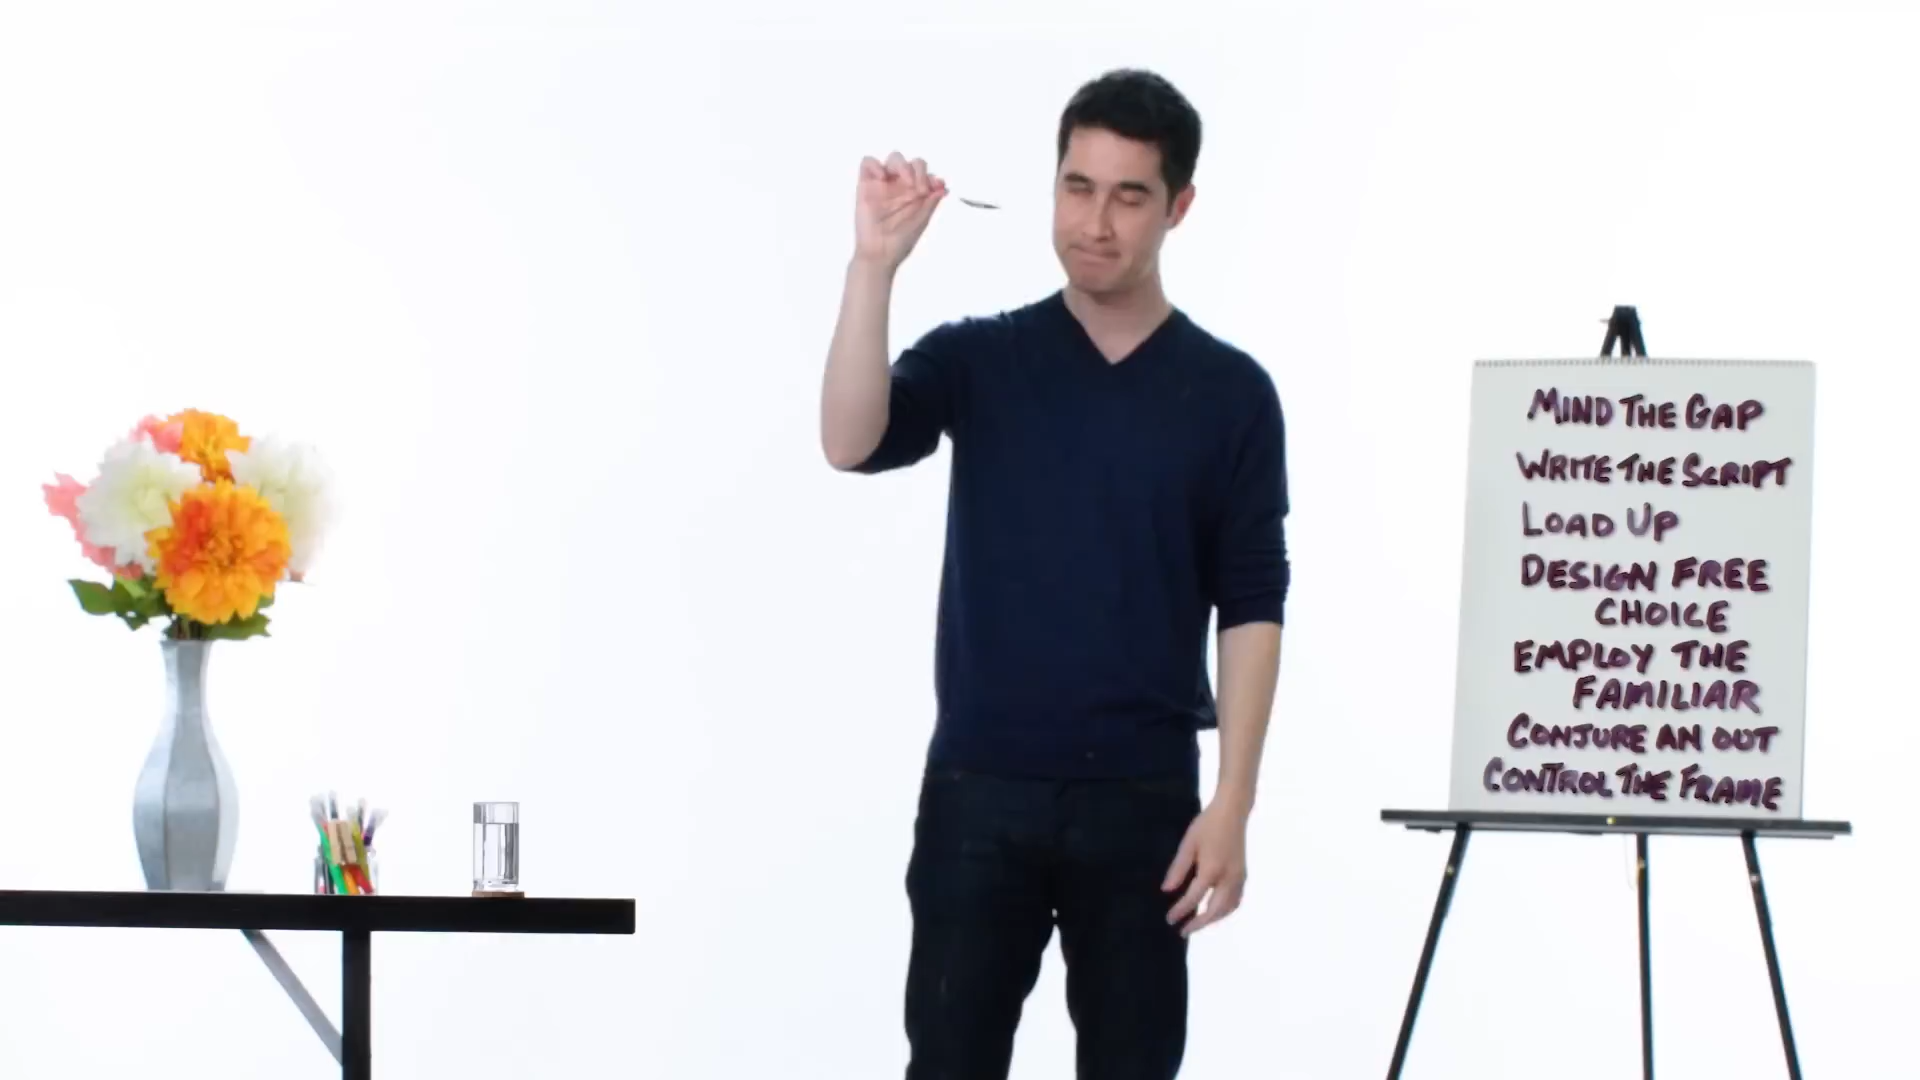 MIND THE GAP
WRITE THE SCRIPT
LOAD UP
DESIGN FREE
CHOICE
EMPLOY THE
FAMILIAR
CONJURE AN OUT
CONTROL THE FRAME